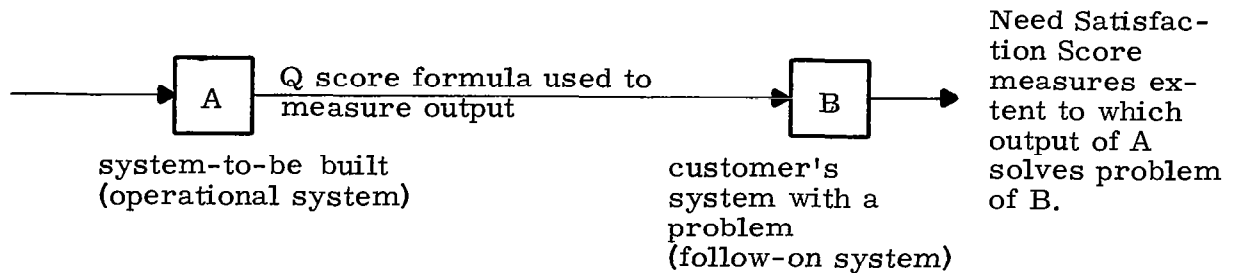 A
Q score formula used to
measure output
system-to-be built
(operational system)
B
customer's
system with a
problem
(follow-on system)
Need Satisfac-
tion Score
measures ex-
tent to which
output of A
solves problem
of B.